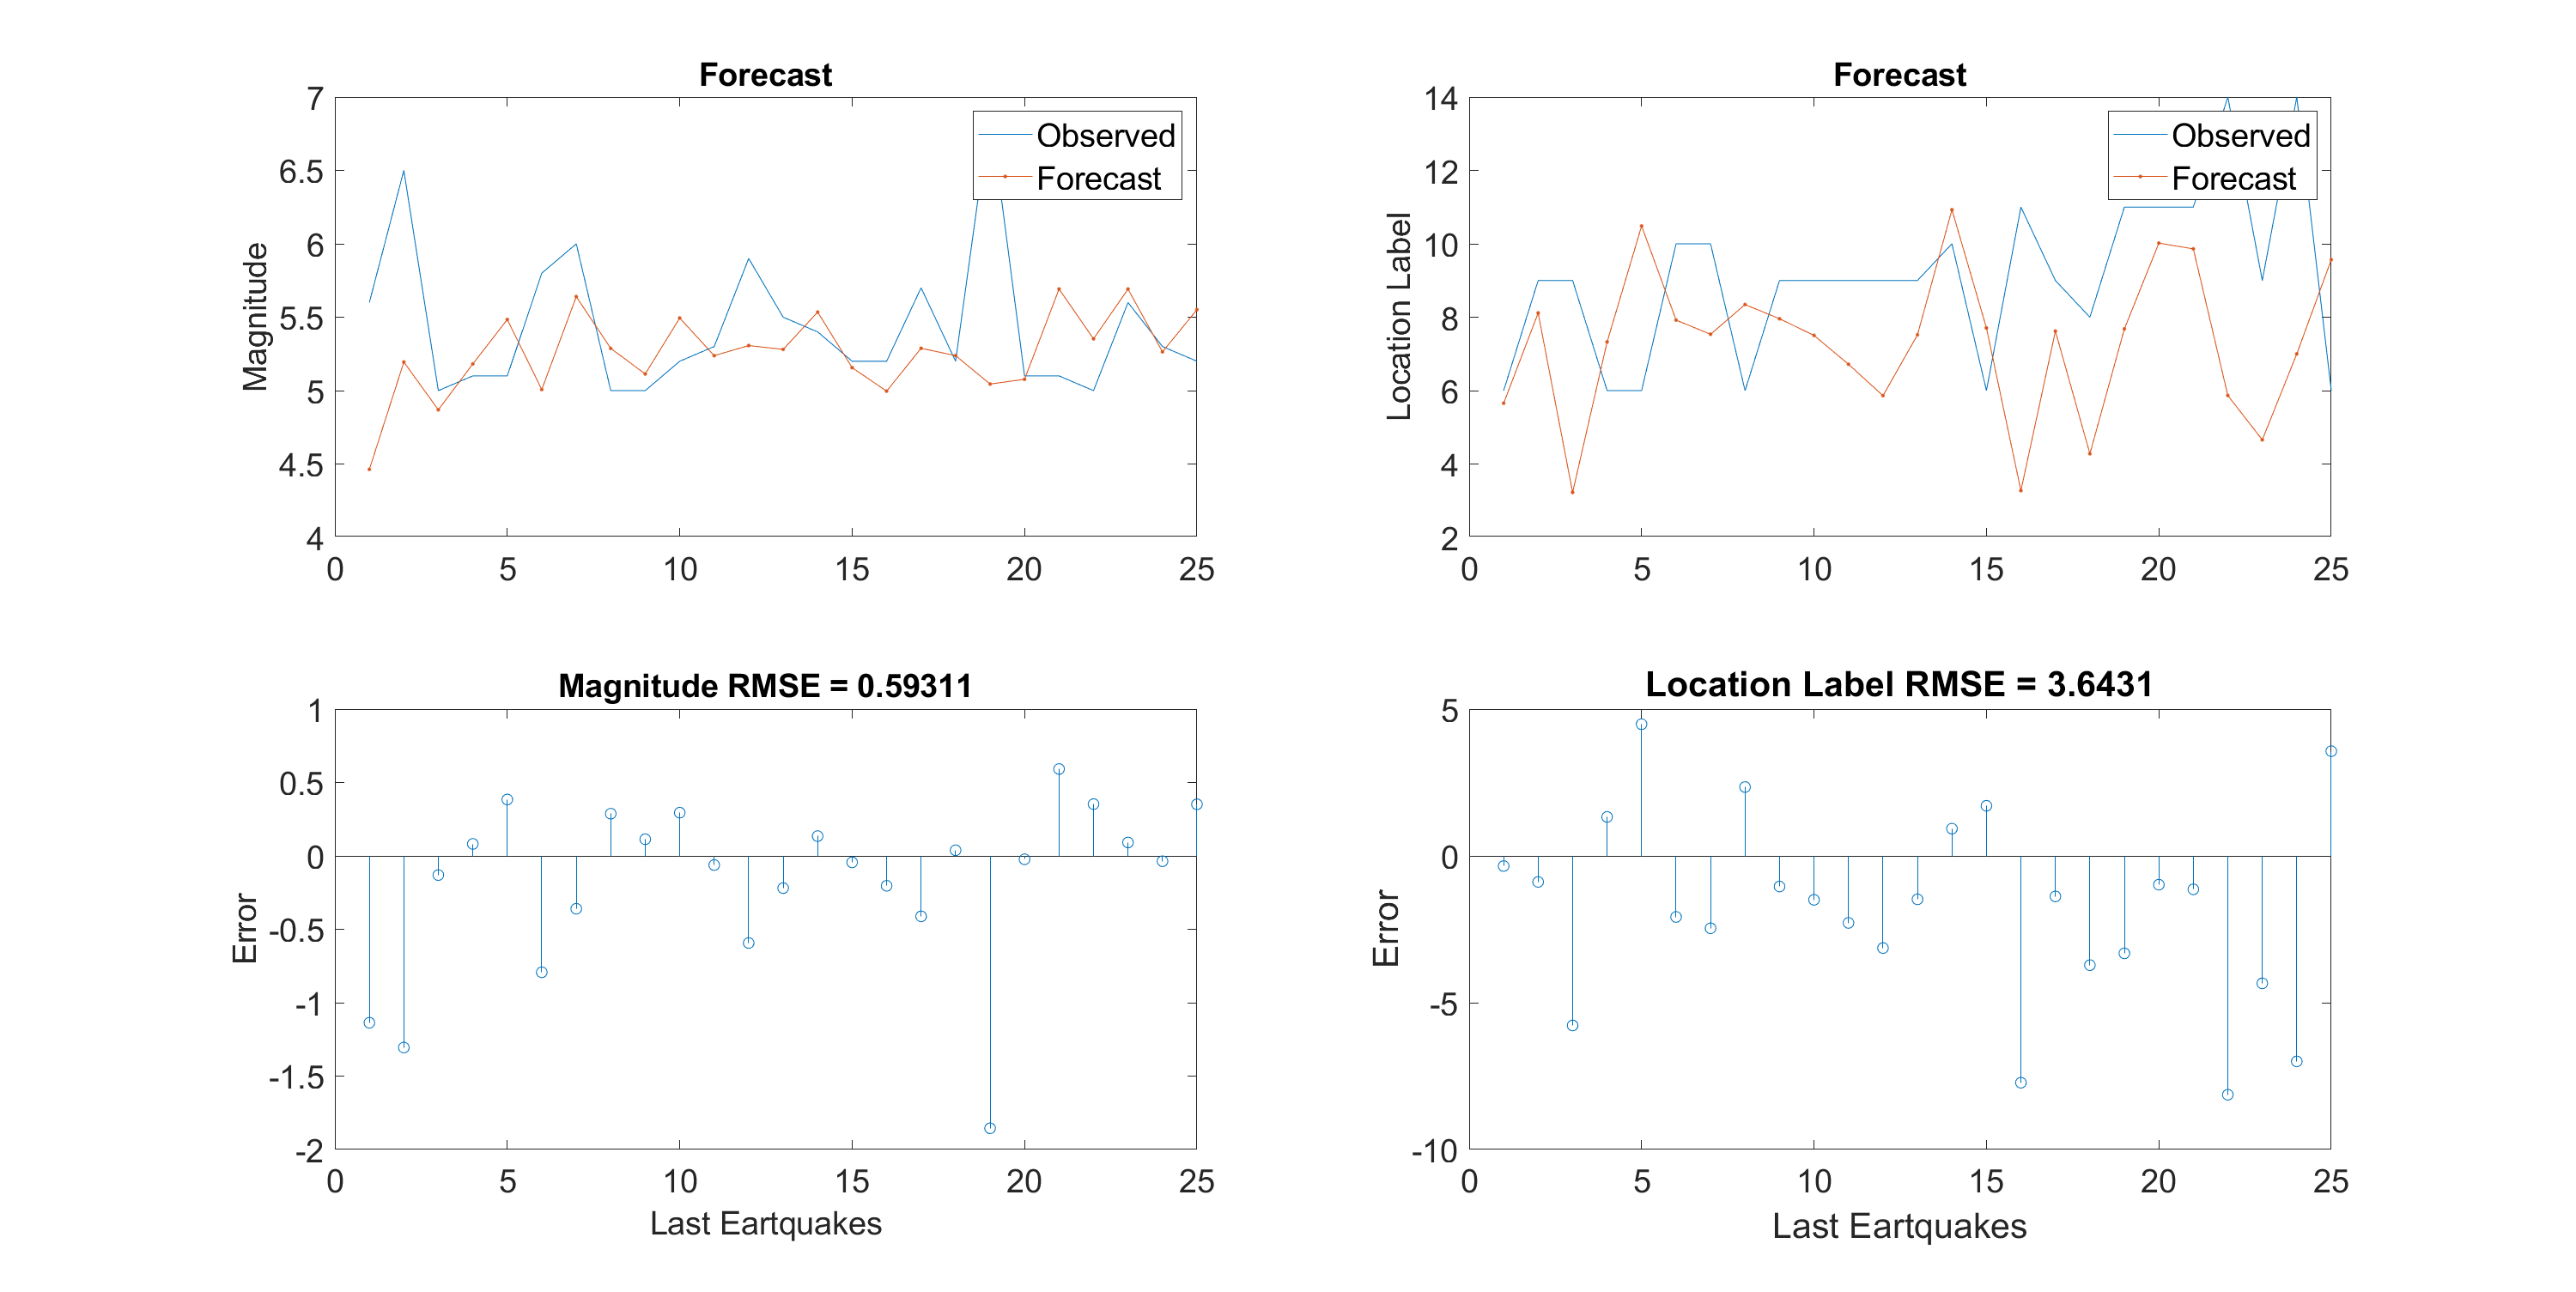 Forecast
7
6.5
6
5.5
5
4.5
4
Magnitude
Observed
Forecast
0 5 10 15 20 25
Forecast
14
12
10
8
6
4
2
Location Label
Observed
Forecast
0 5 10 15 20 25
Magnitude RMSE = 0.59311
1
0.5
0
-0.5
-1
-1.5
-2
Error
0 5 10 15 20 25
Last Eartquakes
Location Label RMSE = 3.6431
5
0
-5
-10
Error
0 5 10 15 20 25
Last Eartquakes